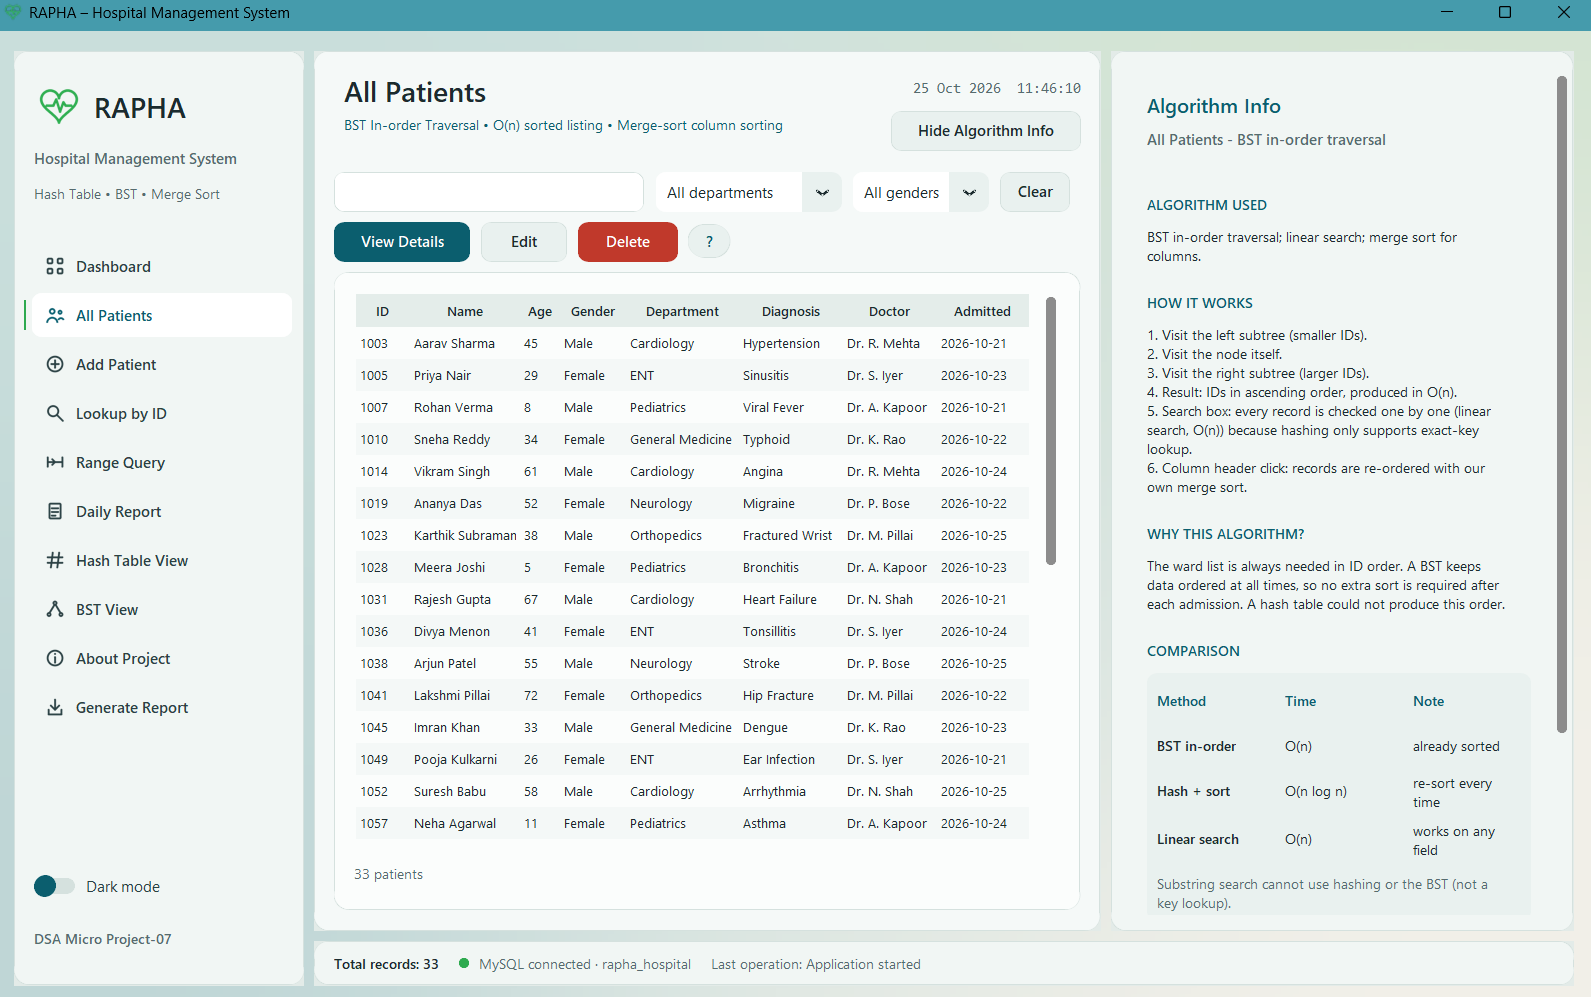 RAPHA – Hospital Management System
RAPHA
Hospital Management System
Hash Table • BST • Merge Sort
Dashboard
All Patients
Add Patient
Lookup by ID
Range Query
Daily Report
Hash Table View
BST View
About Project
Generate Report
Dark mode
DSA Micro Project-07
All Patients
25 Oct 2026 11:46:10
BST In-order Traversal • O(n) sorted listing • Merge-sort column sorting
Hide Algorithm Info
All departments All genders Clear
View Details Edit Delete ?
ID Name Age Gender Department Diagnosis Doctor Admitted
1003 Aarav Sharma 45 Male Cardiology Hypertension Dr. R. Mehta 2026-10-21
1005 Priya Nair 29 Female ENT Sinusitis Dr. S. Iyer 2026-10-23
1007 Rohan Verma 8 Male Pediatrics Viral Fever Dr. A. Kapoor 2026-10-21
1010 Sneha Reddy 34 Female General Medicine Typhoid Dr. K. Rao 2026-10-22
1014 Vikram Singh 61 Male Cardiology Angina Dr. R. Mehta 2026-10-24
1019 Ananya Das 52 Female Neurology Migraine Dr. P. Bose 2026-10-22
1023 Karthik Subraman 38 Male Orthopedics Fractured Wrist Dr. M. Pillai 2026-10-25
1028 Meera Joshi 5 Female Pediatrics Bronchitis Dr. A. Kapoor 2026-10-23
1031 Rajesh Gupta 67 Male Cardiology Heart Failure Dr. N. Shah 2026-10-21
1036 Divya Menon 41 Female ENT Tonsillitis Dr. S. Iyer 2026-10-24
1038 Arjun Patel 55 Male Neurology Stroke Dr. P. Bose 2026-10-25
1041 Lakshmi Pillai 72 Female Orthopedics Hip Fracture Dr. M. Pillai 2026-10-22
1045 Imran Khan 33 Male General Medicine Dengue Dr. K. Rao 2026-10-23
1049 Pooja Kulkarni 26 Female ENT Ear Infection Dr. S. Iyer 2026-10-21
1052 Suresh Babu 58 Male Cardiology Arrhythmia Dr. N. Shah 2026-10-25
1057 Neha Agarwal 11 Female Pediatrics Asthma Dr. A. Kapoor 2026-10-24
33 patients
Algorithm Info
All Patients - BST in-order traversal
ALGORITHM USED
BST in-order traversal; linear search; merge sort for
columns.
HOW IT WORKS
1. Visit the left subtree (smaller IDs).
2. Visit the node itself.
3. Visit the right subtree (larger IDs).
4. Result: IDs in ascending order, produced in O(n).
5. Search box: every record is checked one by one (linear
search, O(n)) because hashing only supports exact-key
lookup.
6. Column header click: records are re-ordered with our
own merge sort.
WHY THIS ALGORITHM?
The ward list is always needed in ID order. A BST keeps
data ordered at all times, so no extra sort is required after
each admission. A hash table could not produce this order.
COMPARISON
Method Time Note
BST in-order O(n) already sorted
Hash + sort O(n log n) re-sort every
time
Linear search O(n) works on any
field
Substring search cannot use hashing or the BST (not a
key lookup).
Total records: 33 MySQL connected · rapha_hospital Last operation: Application started